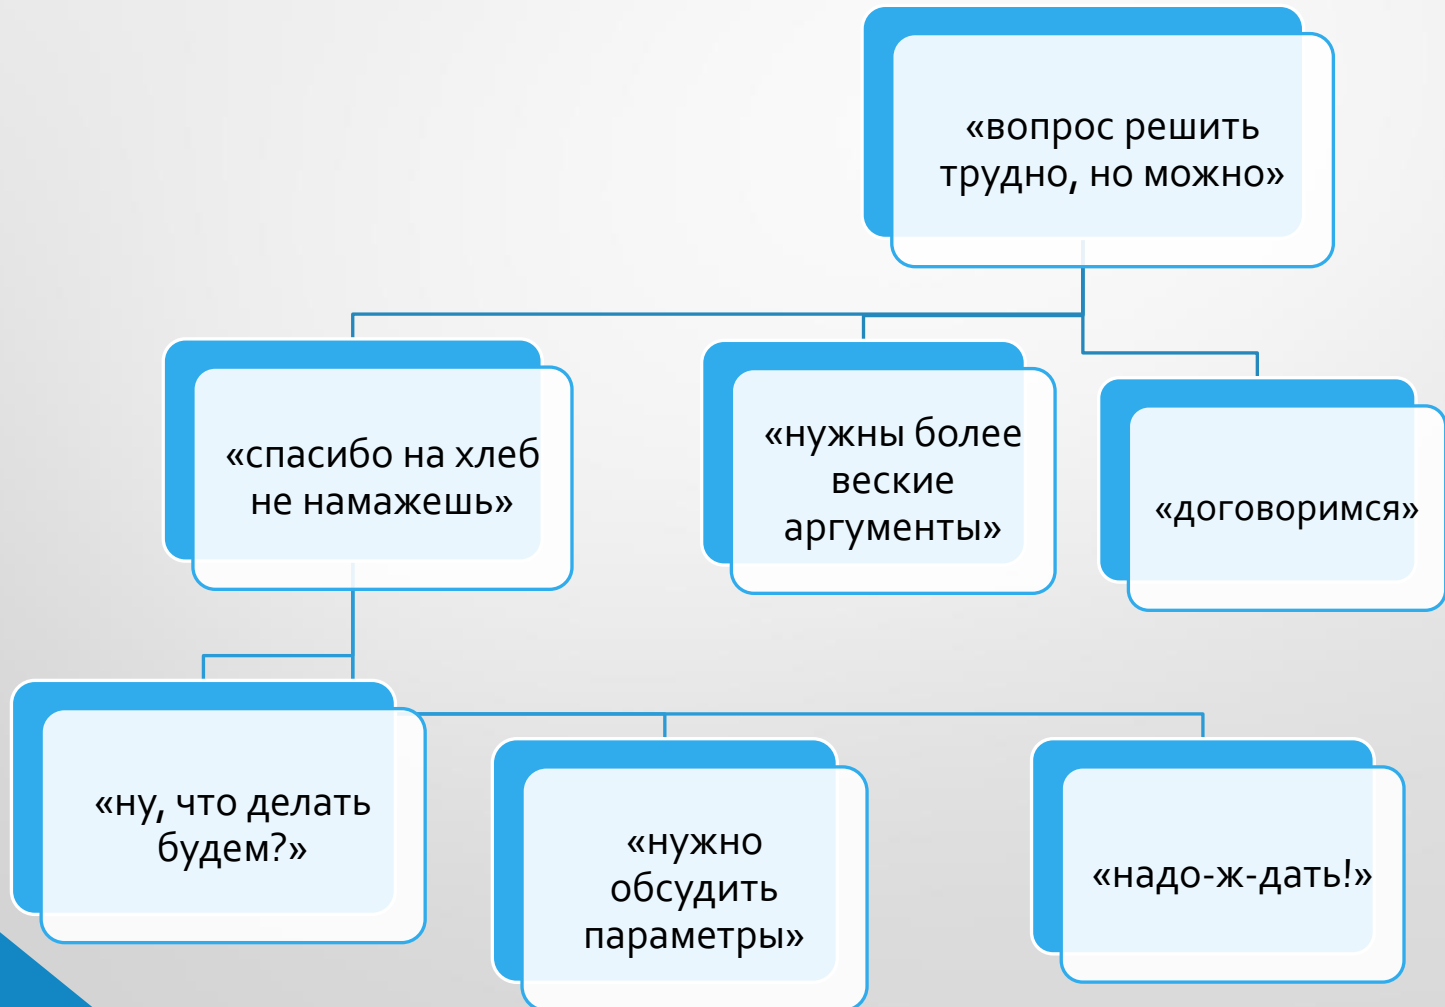 «вопрос решить
трудно, но можно»
«спасибо на хлеб
не намажешь»
«нужны более
веские
аргументы»
«договоримся»
«ну, что делать
будем?»
«нужно
обсудить
параметры»
«надо-ж-дать!»